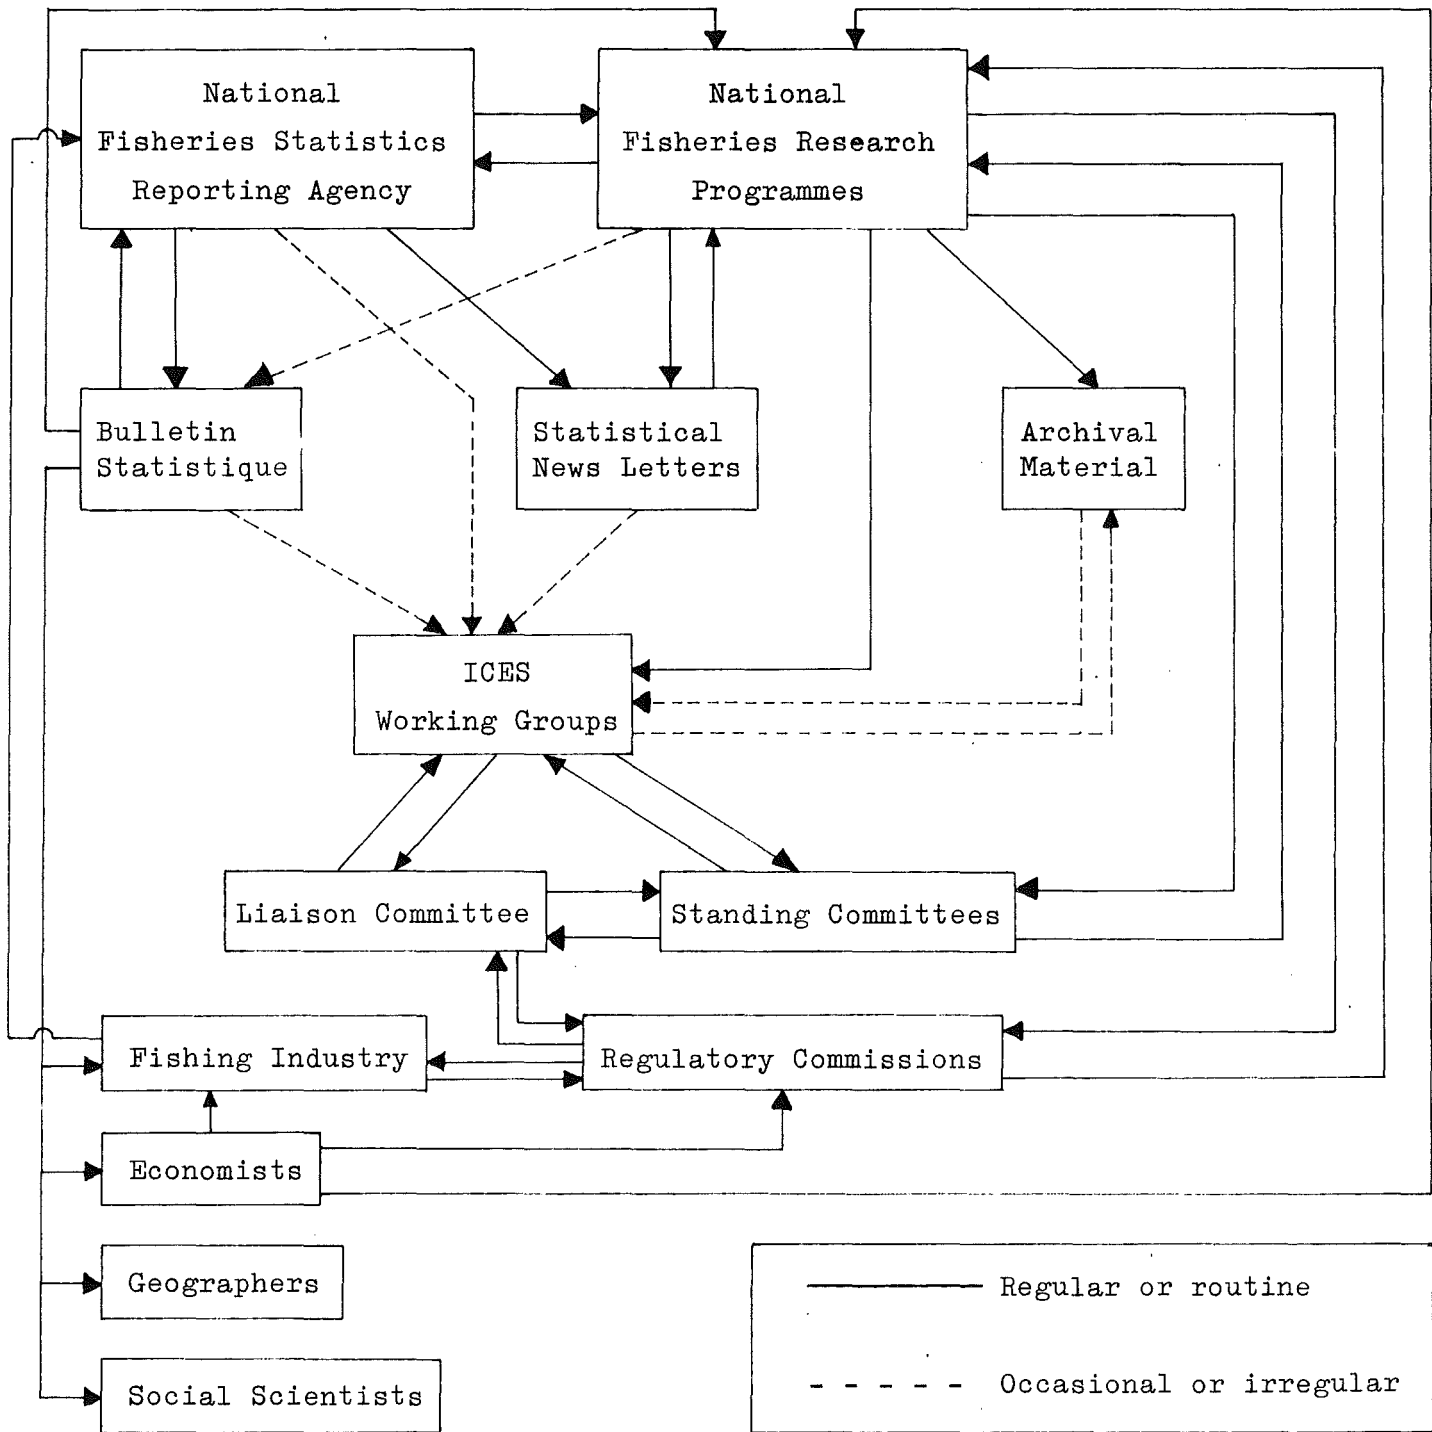 National
Fisheries Statistics
Reporting Agency
National
Fisheries Research
Programmes
Bulletin
Statistique
Statistical
News Letters
Archival
Material
ICES
Working Groups
Liaison Committee
Standing Committees
Fishing Industry
Regulatory Commissions
Economists
Geographers
Social Scientists
Regular or routine
Occasional or irregular